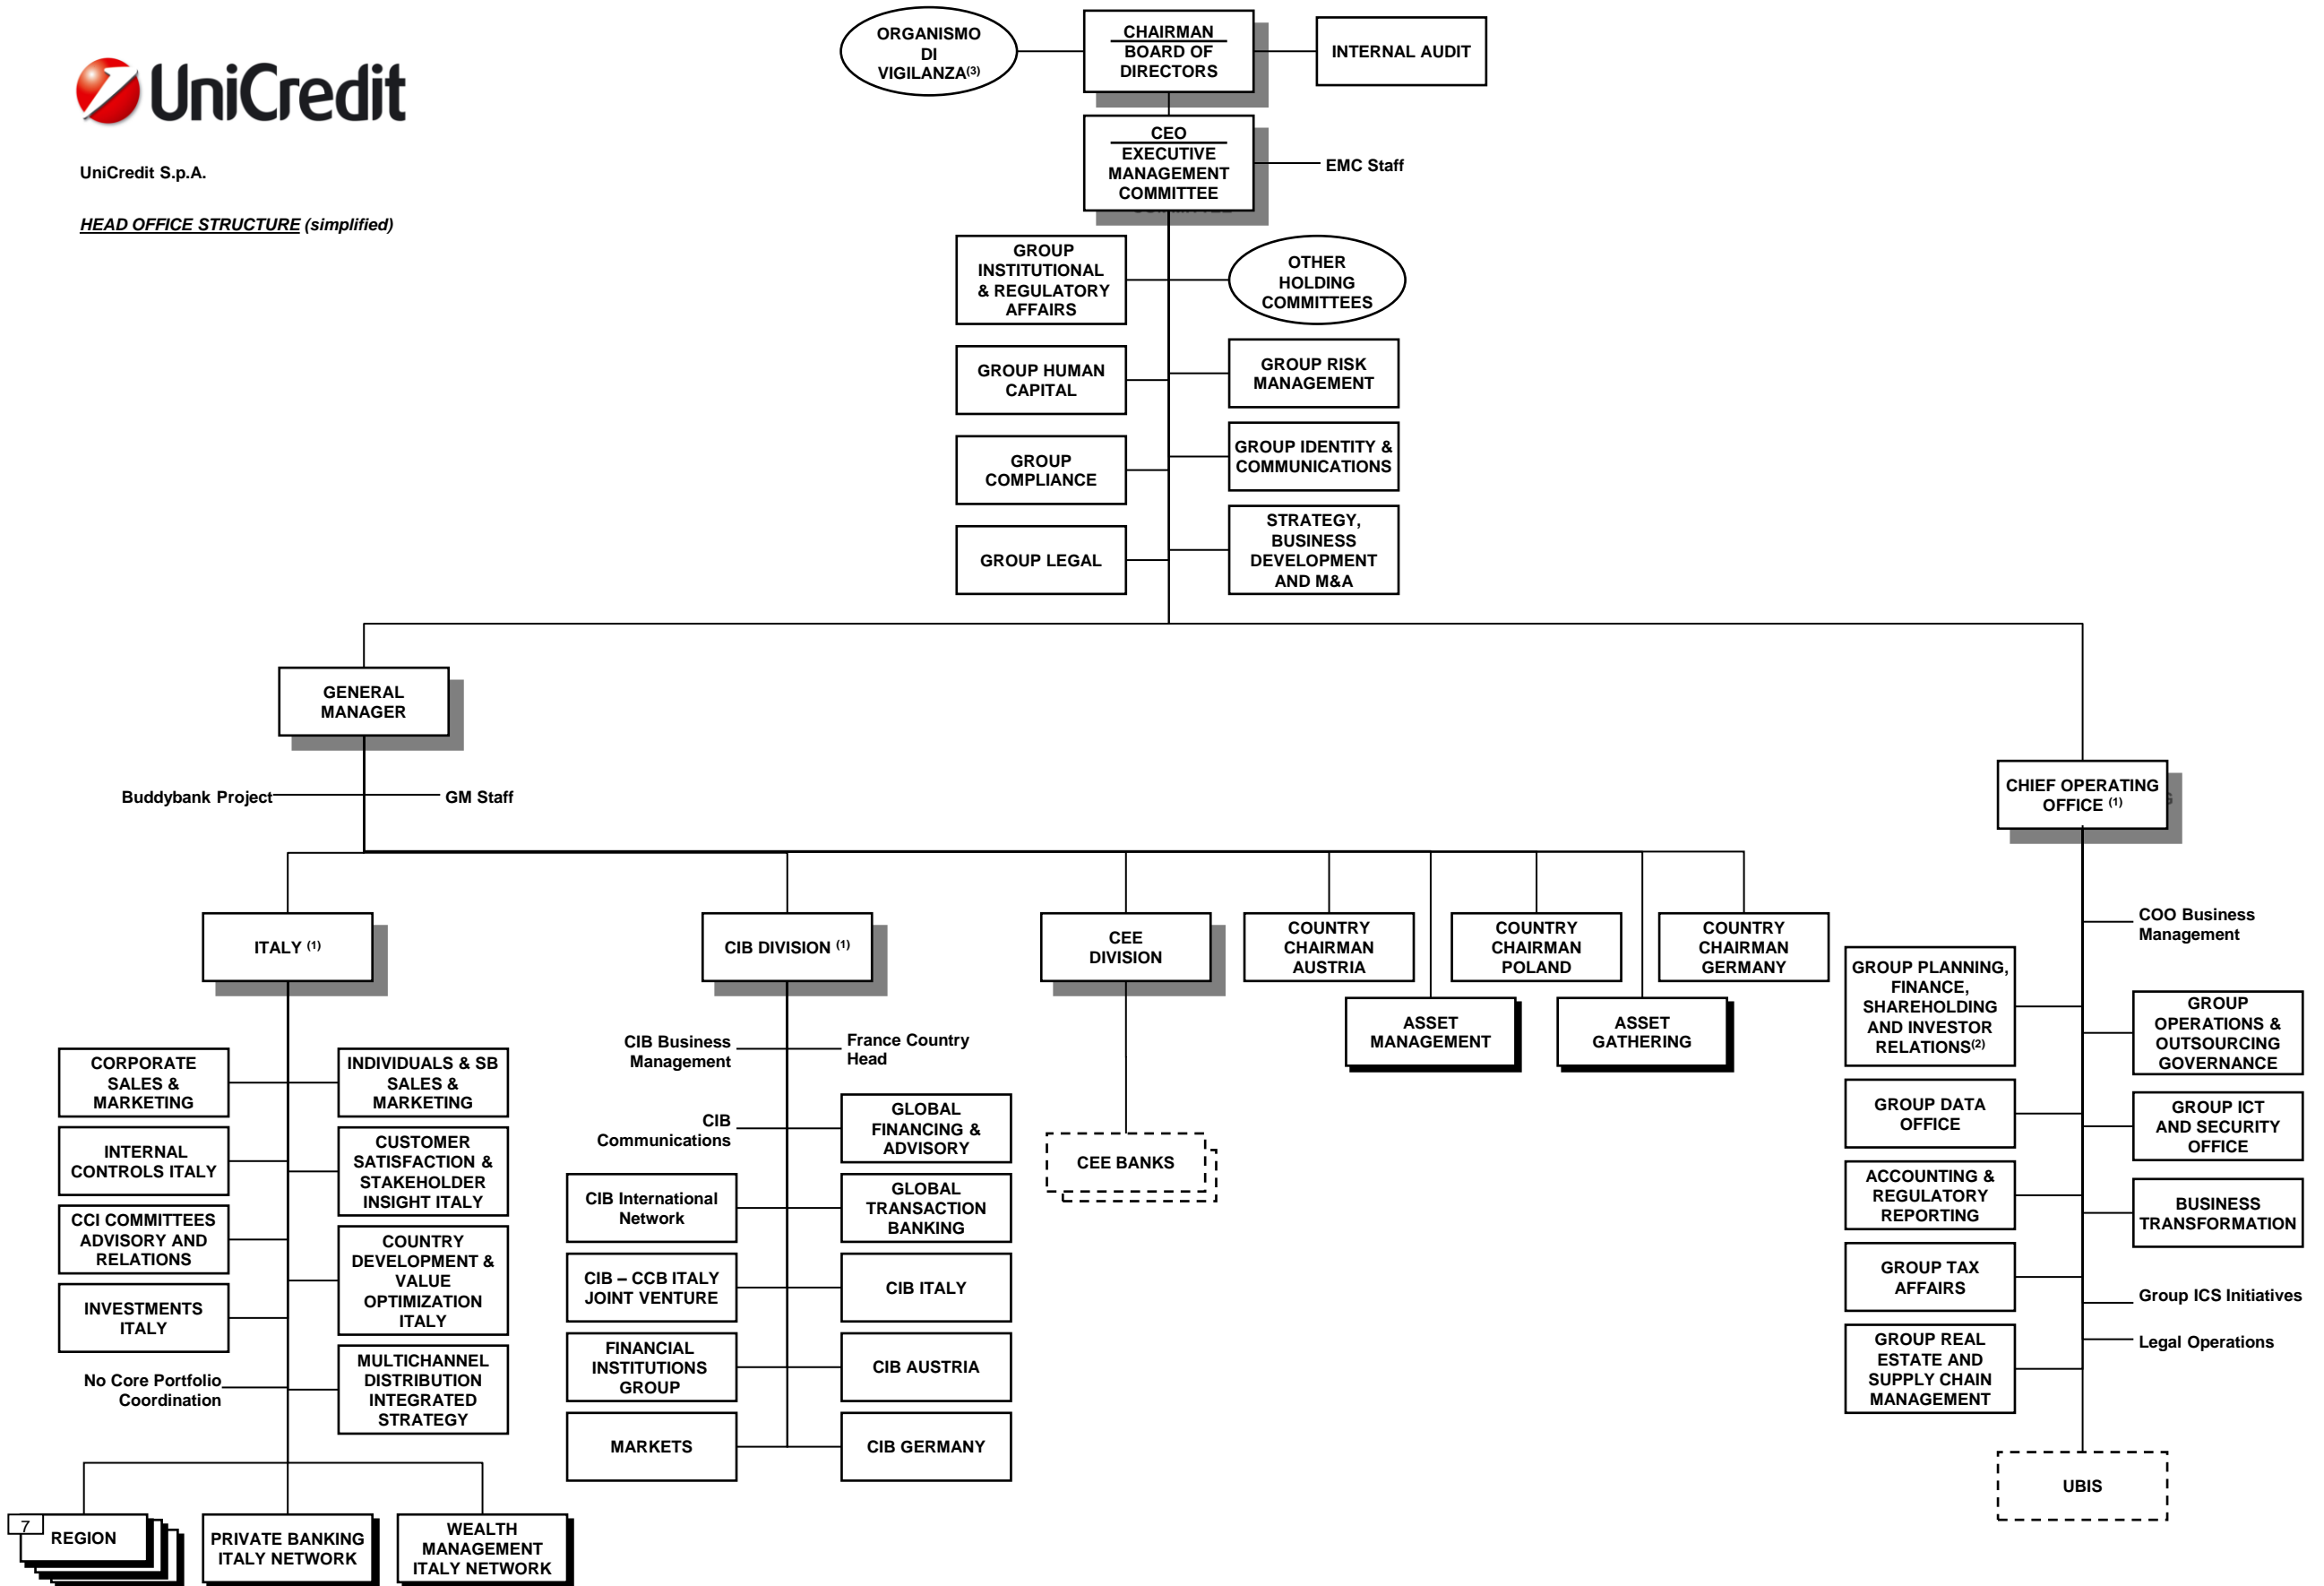 UniCredit
UniCredit S.p.A.
HEAD OFFICE STRUCTURE (simplified)
ORGANISMO
DI
VIGILANZA(3)
CHAIRMAN
BOARD OF
DIRECTORS
INTERNAL AUDIT
CEO
EXECUTIVE
MANAGEMENT
COMMITTEE
EMC Staff
GROUP
INSTITUTIONAL
& REGULATORY
AFFAIRS
OTHER
HOLDING
COMMITTEES
GROUP HUMAN
CAPITAL
GROUP RISK
MANAGEMENT
GROUP
COMPLIANCE
GROUP IDENTITY &
COMMUNICATIONS
GROUP LEGAL
STRATEGY,
BUSINESS
DEVELOPMENT
AND M&A
GENERAL
MANAGER
Buddybank Project
GM Staff
CHIEF OPERATING
OFFICE (1)
ITALY (1)
CIB DIVISION (1)
CEE
DIVISION
COUNTRY
CHAIRMAN
AUSTRIA
COUNTRY
CHAIRMAN
POLAND
COUNTRY
CHAIRMAN
GERMANY
ASSET
MANAGEMENT
ASSET
GATHERING
CORPORATE
SALES &
MARKETING
INDIVIDUALS & SB
SALES &
MARKETING
INTERNAL
CONTROLS ITALY
CUSTOMER
SATISFACTION &
STAKEHOLDER
INSIGHT ITALY
CCI COMMITTEES
ADVISORY AND
RELATIONS
COUNTRY
DEVELOPMENT &
VALUE
OPTIMIZATION
ITALY
INVESTMENTS
ITALY
No Core Portfolio
Coordination
MULTICHANNEL
DISTRIBUTION
INTEGRATED
STRATEGY
7
REGION
PRIVATE BANKING
ITALY NETWORK
WEALTH
MANAGEMENT
ITALY NETWORK
CIB Business
Management
France Country
Head
CIB
Communications
GLOBAL
FINANCING &
ADVISORY
CIB International
Network
GLOBAL
TRANSACTION
BANKING
CIB – CCB ITALY
JOINT VENTURE
CIB ITALY
FINANCIAL
INSTITUTIONS
GROUP
CIB AUSTRIA
MARKETS
CIB GERMANY
CEE BANKS
COO Business
Management
GROUP PLANNING,
FINANCE,
SHAREHOLDING
AND INVESTOR
RELATIONS(2)
GROUP
OPERATIONS &
OUTSOURCING
GOVERNANCE
GROUP DATA
OFFICE
GROUP ICT
AND SECURITY
OFFICE
ACCOUNTING &
REGULATORY
REPORTING
BUSINESS
TRANSFORMATION
GROUP TAX
AFFAIRS
Group ICS Initiatives
GROUP REAL
ESTATE AND
SUPPLY CHAIN
MANAGEMENT
Legal Operations
UBIS